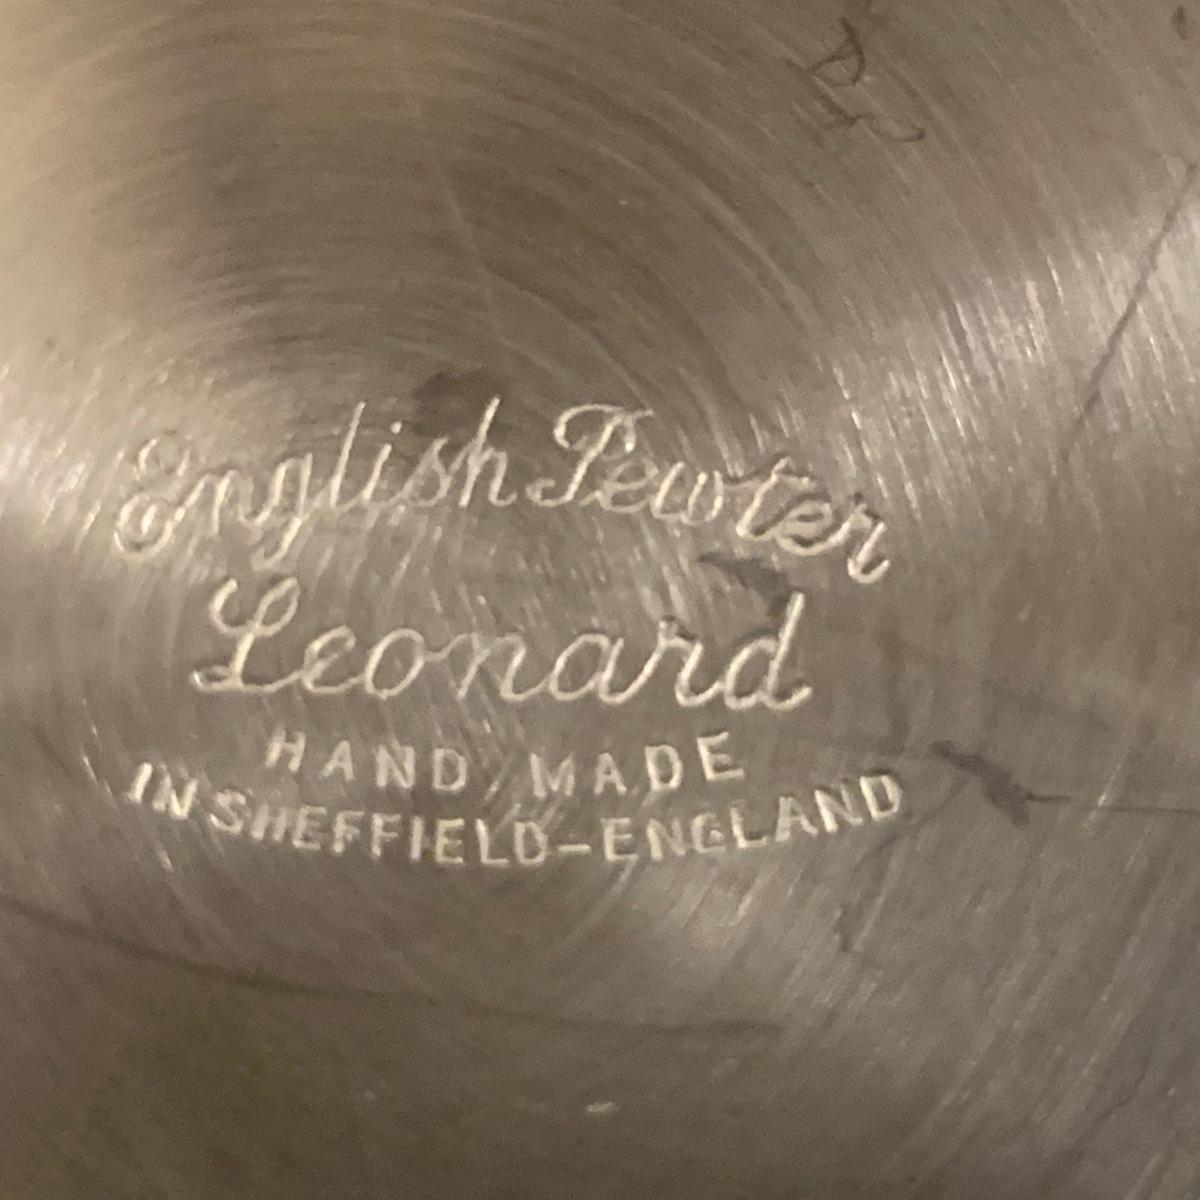 English Pewter
Leonard
HAND MADE
IN SHEFFIELD-ENGLAND